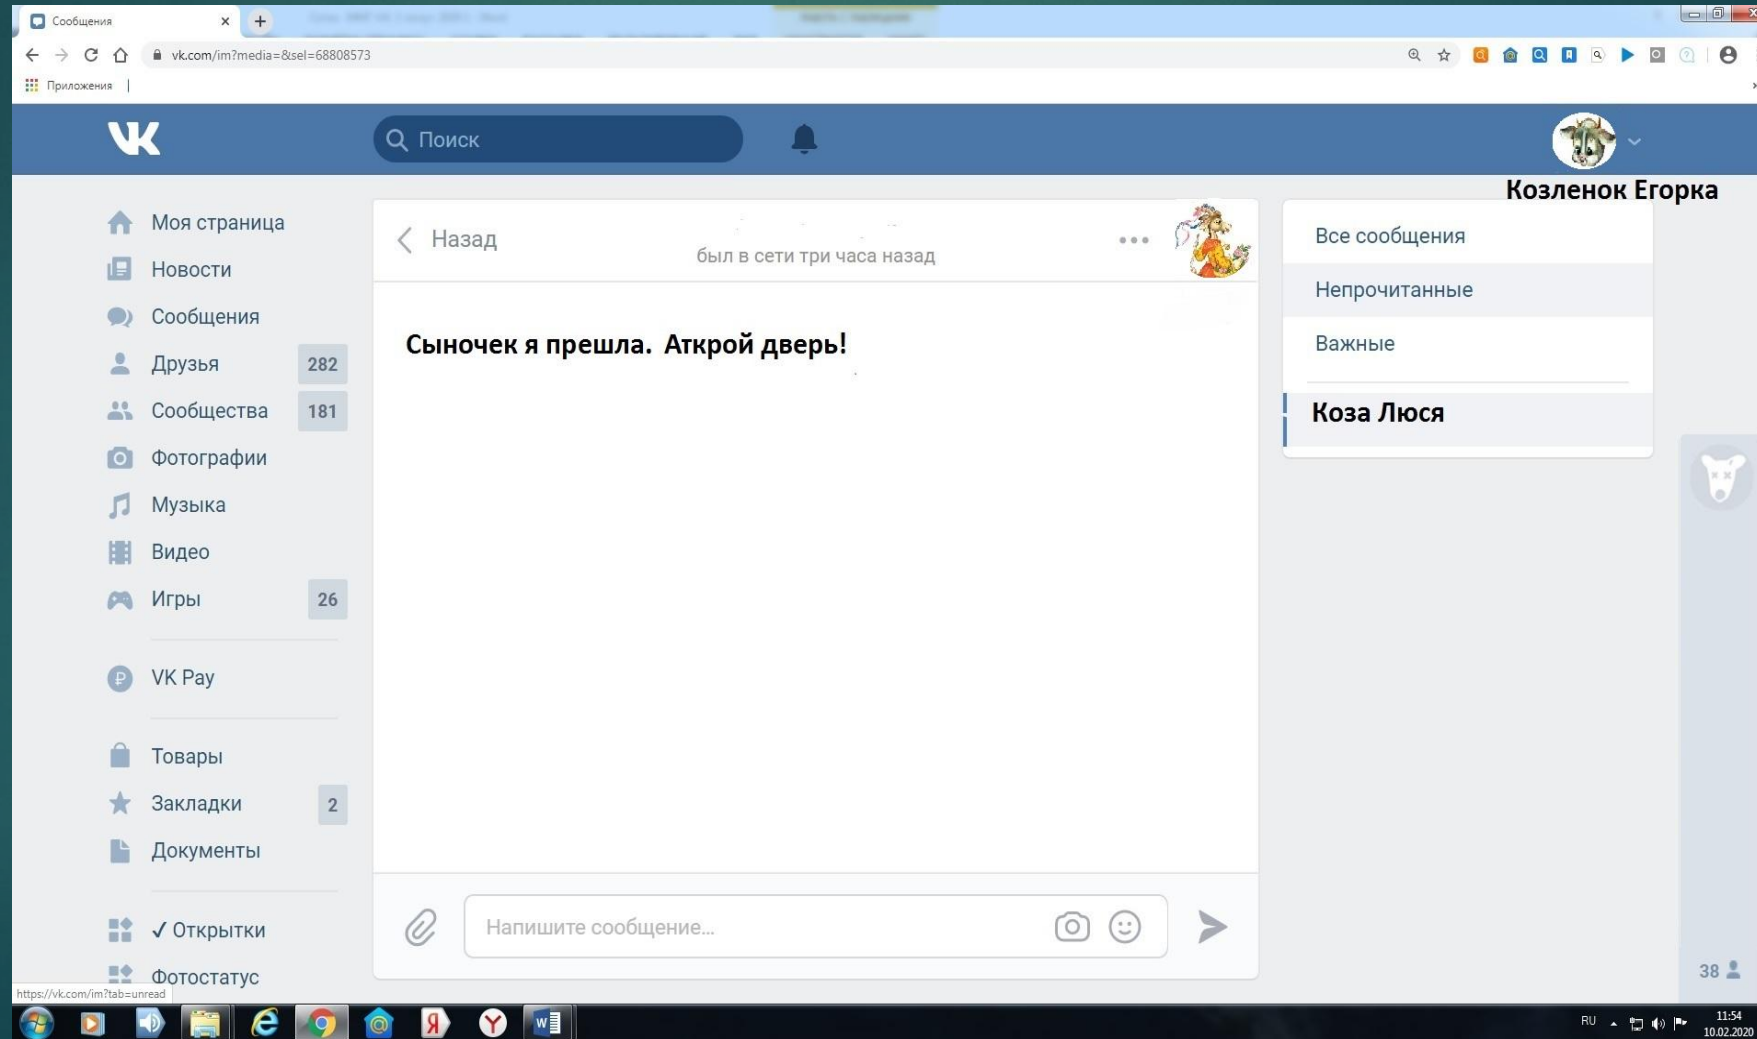 Сообщения
vk.com/im?media=&sel=68808573
Приложения
Поиск
Козленок Егорка
Моя страница
Новости
Сообщения
Друзья 282
Сообщества 181
Фотографии
Музыка
Видео
Игры 26
VK Pay
Товары
Закладки 2
Документы
✓ Открытки
Фотостатус
Назад
был в сети три часа назад
Сыночек я прешла. Аткрой дверь!
Напишите сообщение...
Все сообщения
Непрочитанные
Важные
Коза Люся
38
https://vk.com/im?tab=unread
RU
11:54
10.02.2020